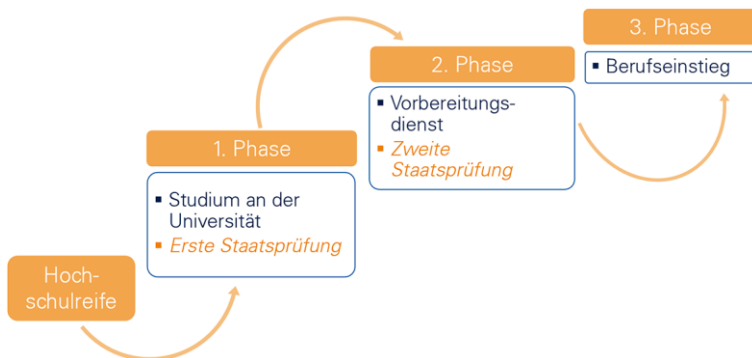 Hoch-
schulreife
1. Phase
Studium an der
Universität
Erste Staatsprüfung
2. Phase
Vorbereitungs-
dienst
Zweite
Staatsprüfung
3. Phase
Berufseinstieg